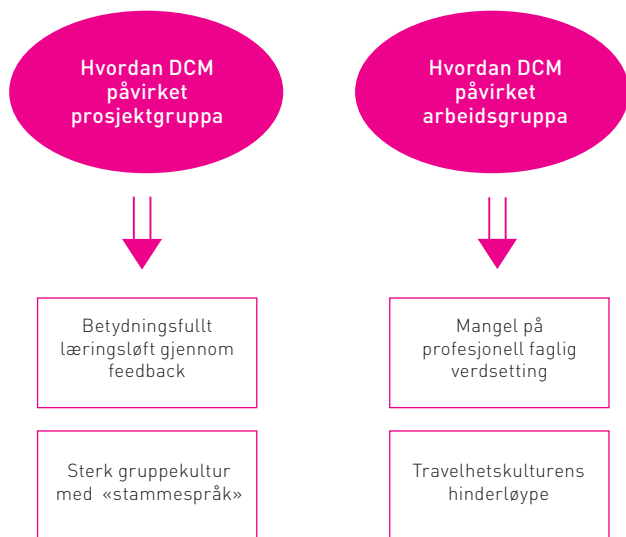 Hvordan DCM
påvirket
prosjektgruppa
Betydningsfullt
læringsløft gjennom
feedback
Sterk gruppekultur
med «stammespråk»
Hvordan DCM
påvirket
arbeidsgruppa
Mangel på
profesjonell faglig
verdsetting
Travelhetskulturens
hinderløype